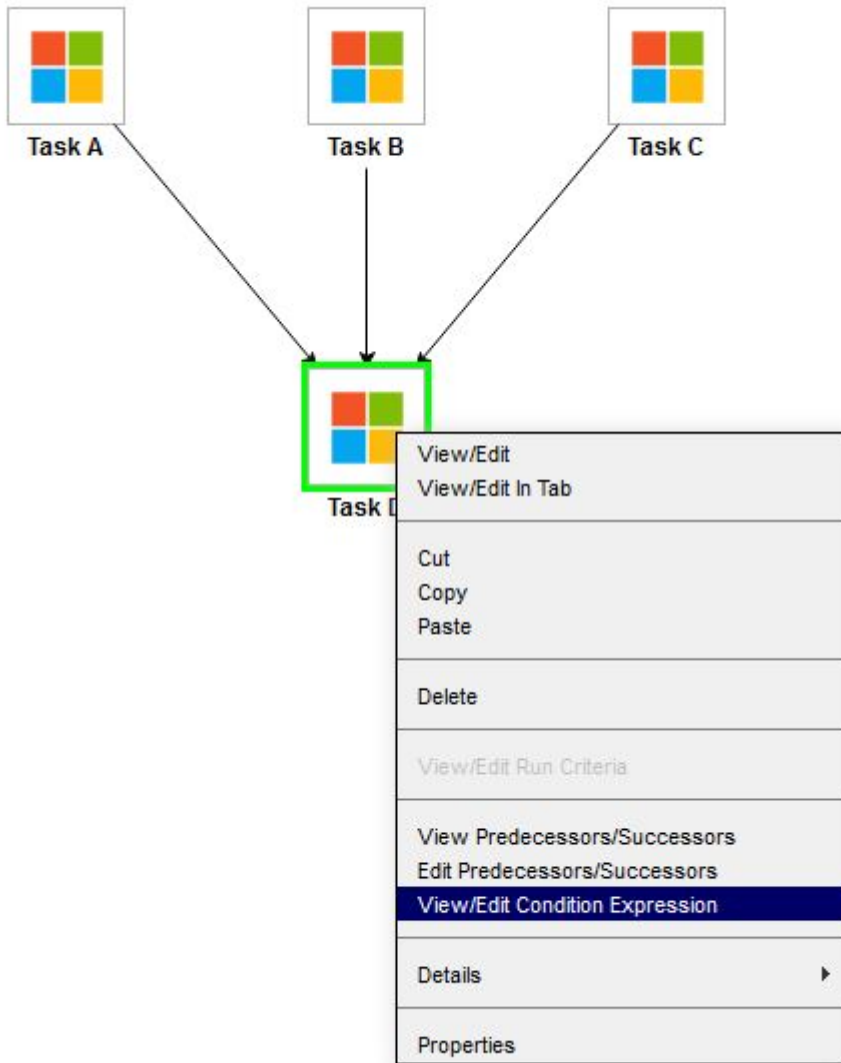 Task A
Task B
Task C
Task D
View/Edit
View/Edit In Tab
Cut
Copy
Paste
Delete
View/Edit Run Criteria
View Predecessors/Successors
Edit Predecessors/Successors
View/Edit Condition Expression
Details
Properties